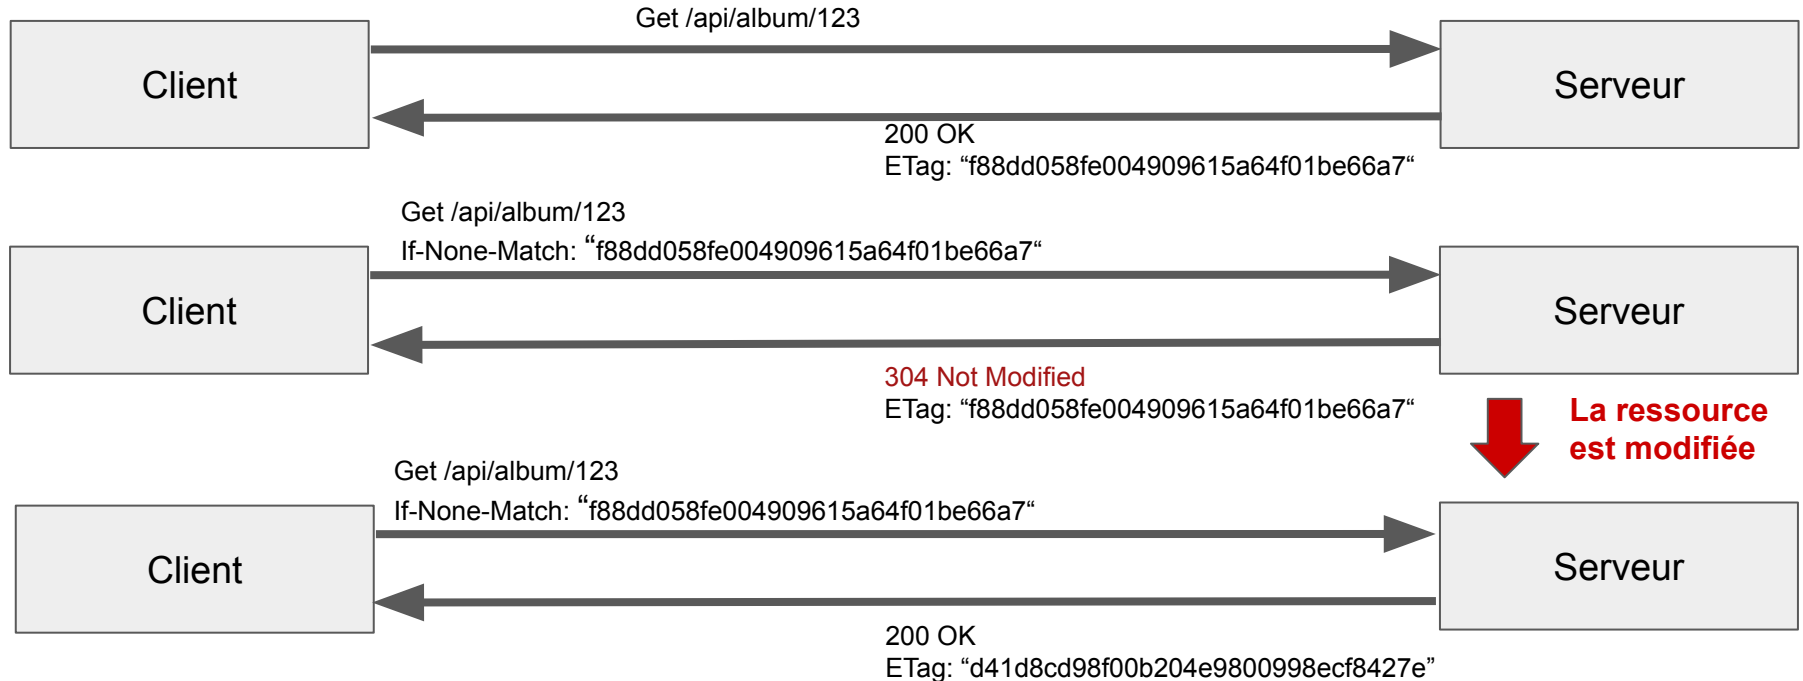 Get /api/album/123
Client
Serveur
200 OK
ETag: “f88dd058fe004909615a64f01be66a7“
Get /api/album/123
If-None-Match: “f88dd058fe004909615a64f01be66a7“
Client
Serveur
304 Not Modified
ETag: “f88dd058fe004909615a64f01be66a7“
La ressource
est modifiée
Get /api/album/123
If-None-Match: “f88dd058fe004909615a64f01be66a7“
Client
Serveur
200 OK
ETag: “d41d8cd98f00b204e9800998ecf8427e”